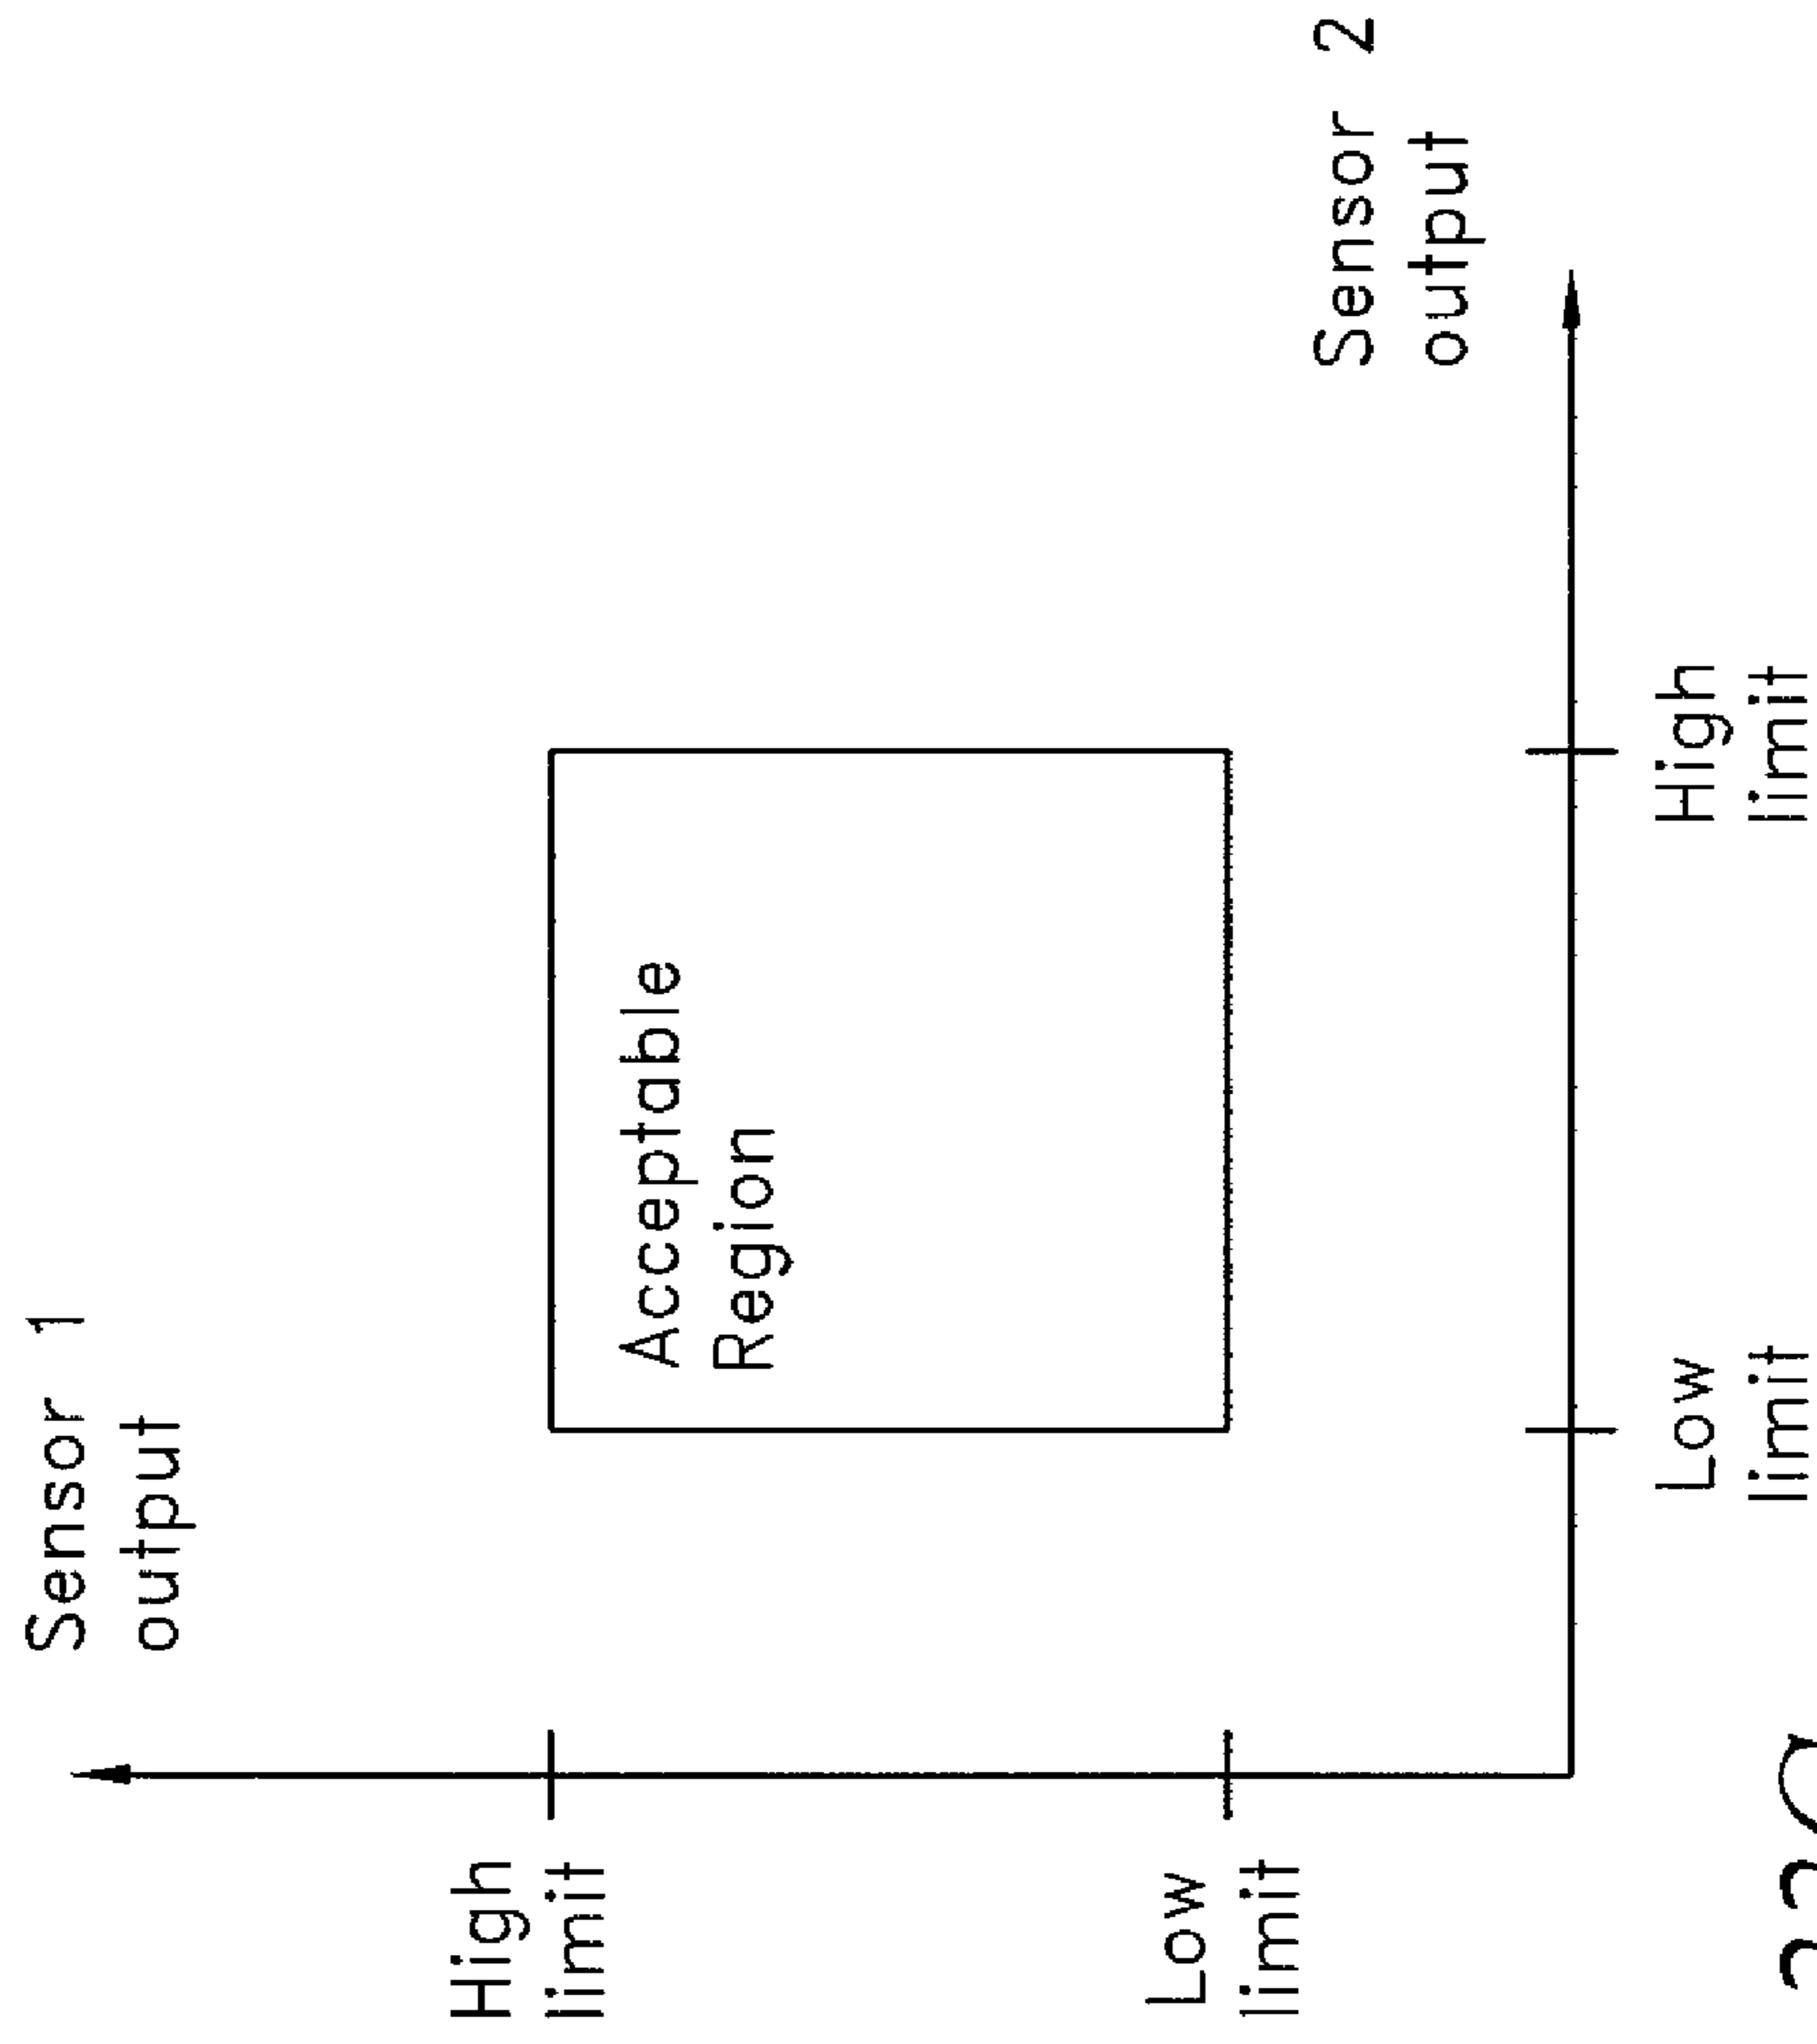 Sensor 1
output
High
limit
Acceptable
Region
Low
limit
Sensor 2
output
Low
limit
High
limit